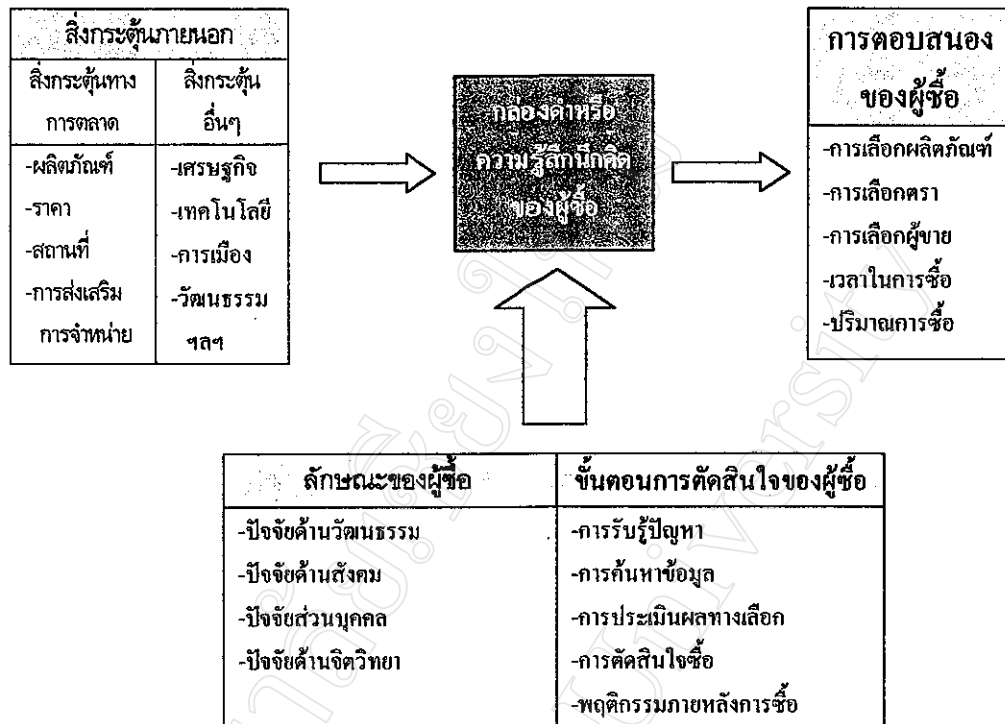 สิ่งกระตุ้นภายนอก
สิ่งกระตุ้นทาง
การตลาด
สิ่งกระตุ้น
อื่นๆ
-ผลิตภัณฑ์
-ราคา
-สถานที่
-การส่งเสริม
การจำหน่าย
-เศรษฐกิจ
-เทคโนโลยี
-การเมือง
-วัฒนธรรม
ฯลฯ
กล่องดำหรือ
ความรู้สึกนึกคิด
ของผู้ซื้อ
การตอบสนอง
ของผู้ซื้อ
-การเลือกผลิตภัณฑ์
-การเลือกตรา
-การเลือกผู้ขาย
-เวลาในการซื้อ
-ปริมาณการซื้อ
ลักษณะของผู้ซื้อ
-ปัจจัยด้านวัฒนธรรม
-ปัจจัยด้านสังคม
-ปัจจัยส่วนบุคคล
-ปัจจัยด้านจิตวิทยา
ขั้นตอนการตัดสินใจของผู้ซื้อ
-การรับรู้ปัญหา
-การค้นหาข้อมูล
-การประเมินผลทางเลือก
-การตัดสินใจซื้อ
-พฤติกรรมภายหลังการซื้อ
University